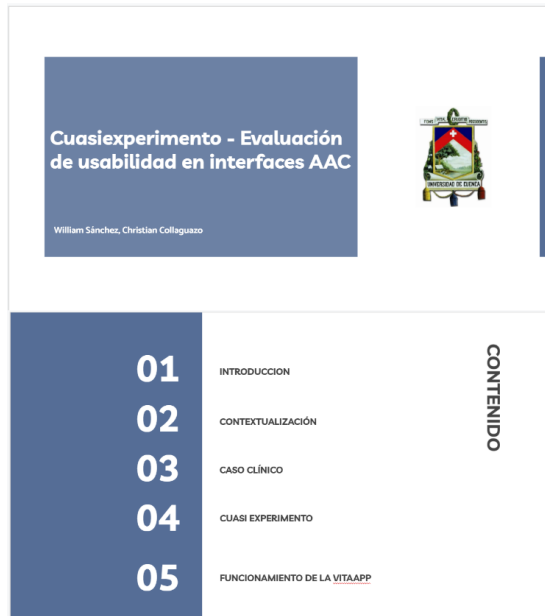 Cuasiexperimento - Evaluación
de usabilidad en interfaces AAC
William Sánchez, Christian Collaguazo
UNIVERSIDAD DE CUENCA
CONTENIDO
01
INTRODUCCION
02
CONTEXTUALIZACIÓN
03
CASO CLÍNICO
04
CUASI EXPERIMENTO
05
FUNCIONAMIENTO DE LA VITAAPP